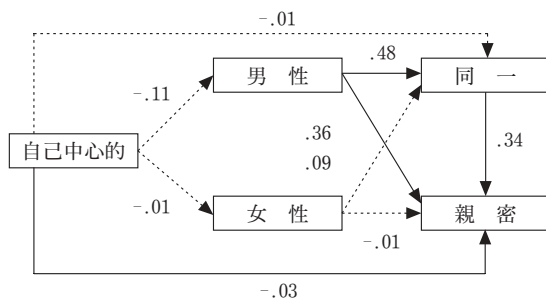 -.01
男 性
.48
同 一
-.11
.36
.34
自己中心的
.09
-.01
女 性
親 密
-.01
-.03